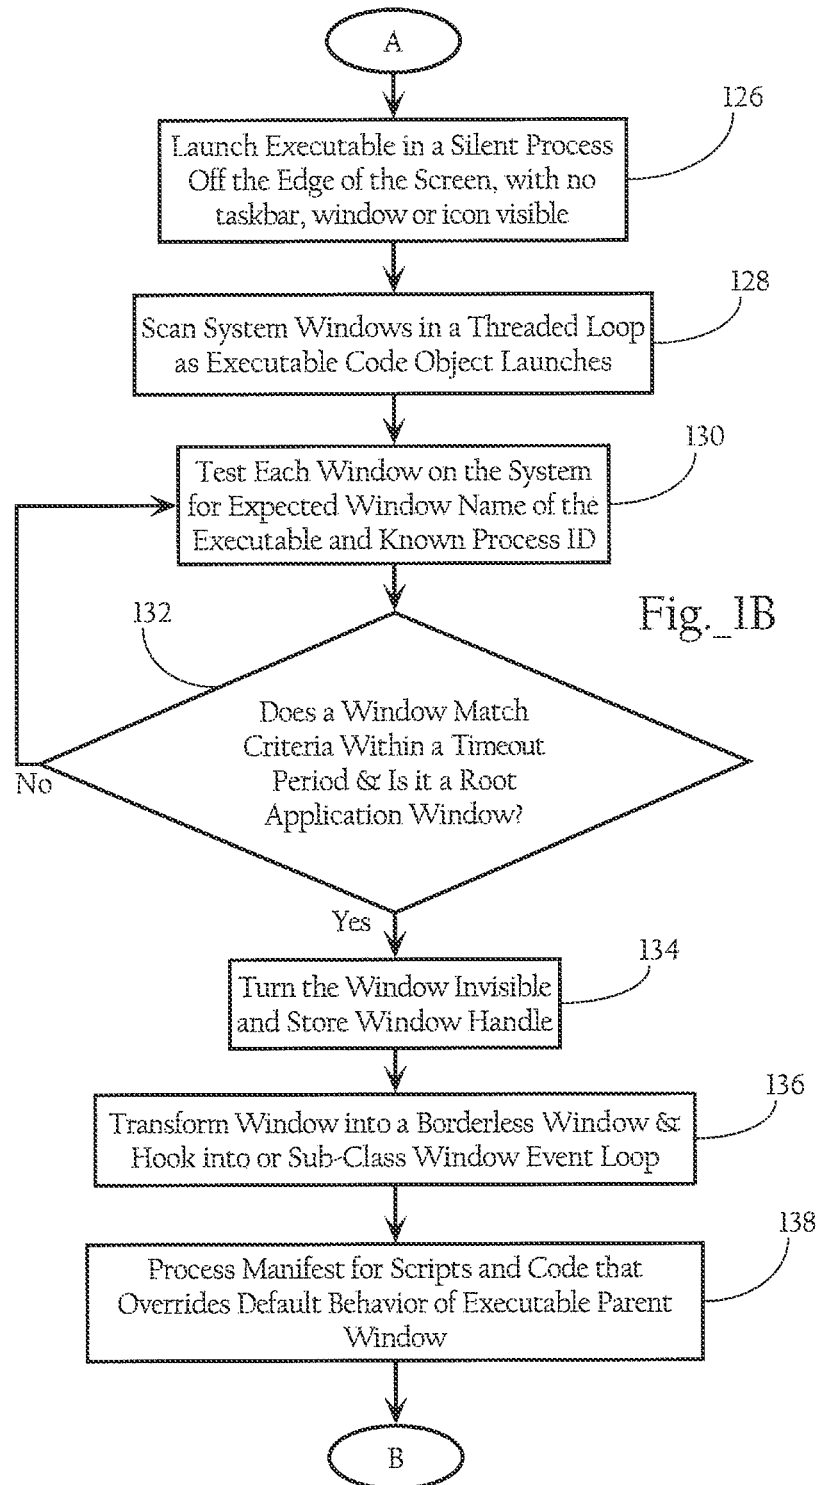 A
126
Launch Executable in a Silent Process
Off the Edge of the Screen, with no
taskbar, window or icon visible
128
Scan System Windows in a Threaded Loop
as Executable Code Object Launches
130
Test Each Window on the System
for Expected Window Name of the
Executable and Known Process ID
Fig._1B
132
Does a Window Match
Criteria Within a Timeout
Period & Is it a Root
Application Window?
No
Yes
134
Turn the Window Invisible
and Store Window Handle
136
Transform Window into a Borderless Window &
Hook into or Sub-Class Window Event Loop
138
Process Manifest for Scripts and Code that
Overrides Default Behavior of Executable Parent
Window
B